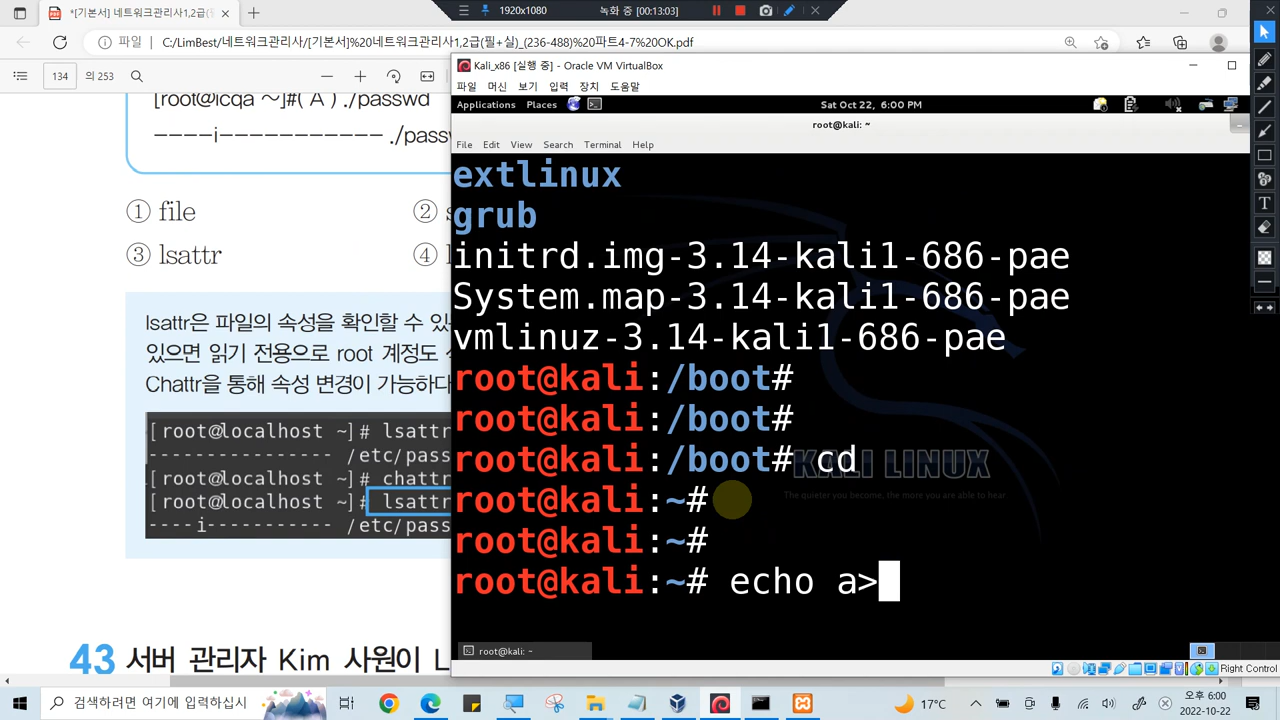 *[기본서] 네트워크관리사1,2급(
1920x1080 녹화 중 [00:13:03]
파일 C:/LimBest/네트워크관리사/[기본서]%20네트워크관리사1,2급(필+실)_(236-488)%20파트4-7%20OK.pdf
134 의 253
[root@icqa ~]#( A ) ./passwd
----i------------ ./passw
① file
②
③ lsattr
④
lsattr은 파일의 속성을 확인할 수
있으면 읽기 전용으로 root 계정도
Chattr을 통해 속성 변경이 가능하다
[root@localhost ~]# lsattr
---------------- /etc/pass
[root@localhost ~]# chattr
[root@localhost ~]# lsattr
----i----------- /etc/pass
43 서버 관리자 Kim 사원이
Kali_x86 [실행 중] - Oracle VM VirtualBox
파일 머신 보기 입력 장치 도움말
Applications Places Sat Oct 22, 6:00 PM
root@kali: ~
File Edit View Search Terminal Help
extlinux
grub
initrd.img-3.14-kali1-686-pae
System.map-3.14-kali1-686-pae
vmlinuz-3.14-kali1-686-pae
root@kali:/boot#
root@kali:/boot#
root@kali:/boot# cd
root@kali:~#
root@kali:~#
root@kali:~# echo a>
KALI LINUX
The quieter you become, the more you are able to hear.
root@kali: ~
Right Control
검색하려면 여기에 입력하십시
17°C
오후 6:00
2022-10-22